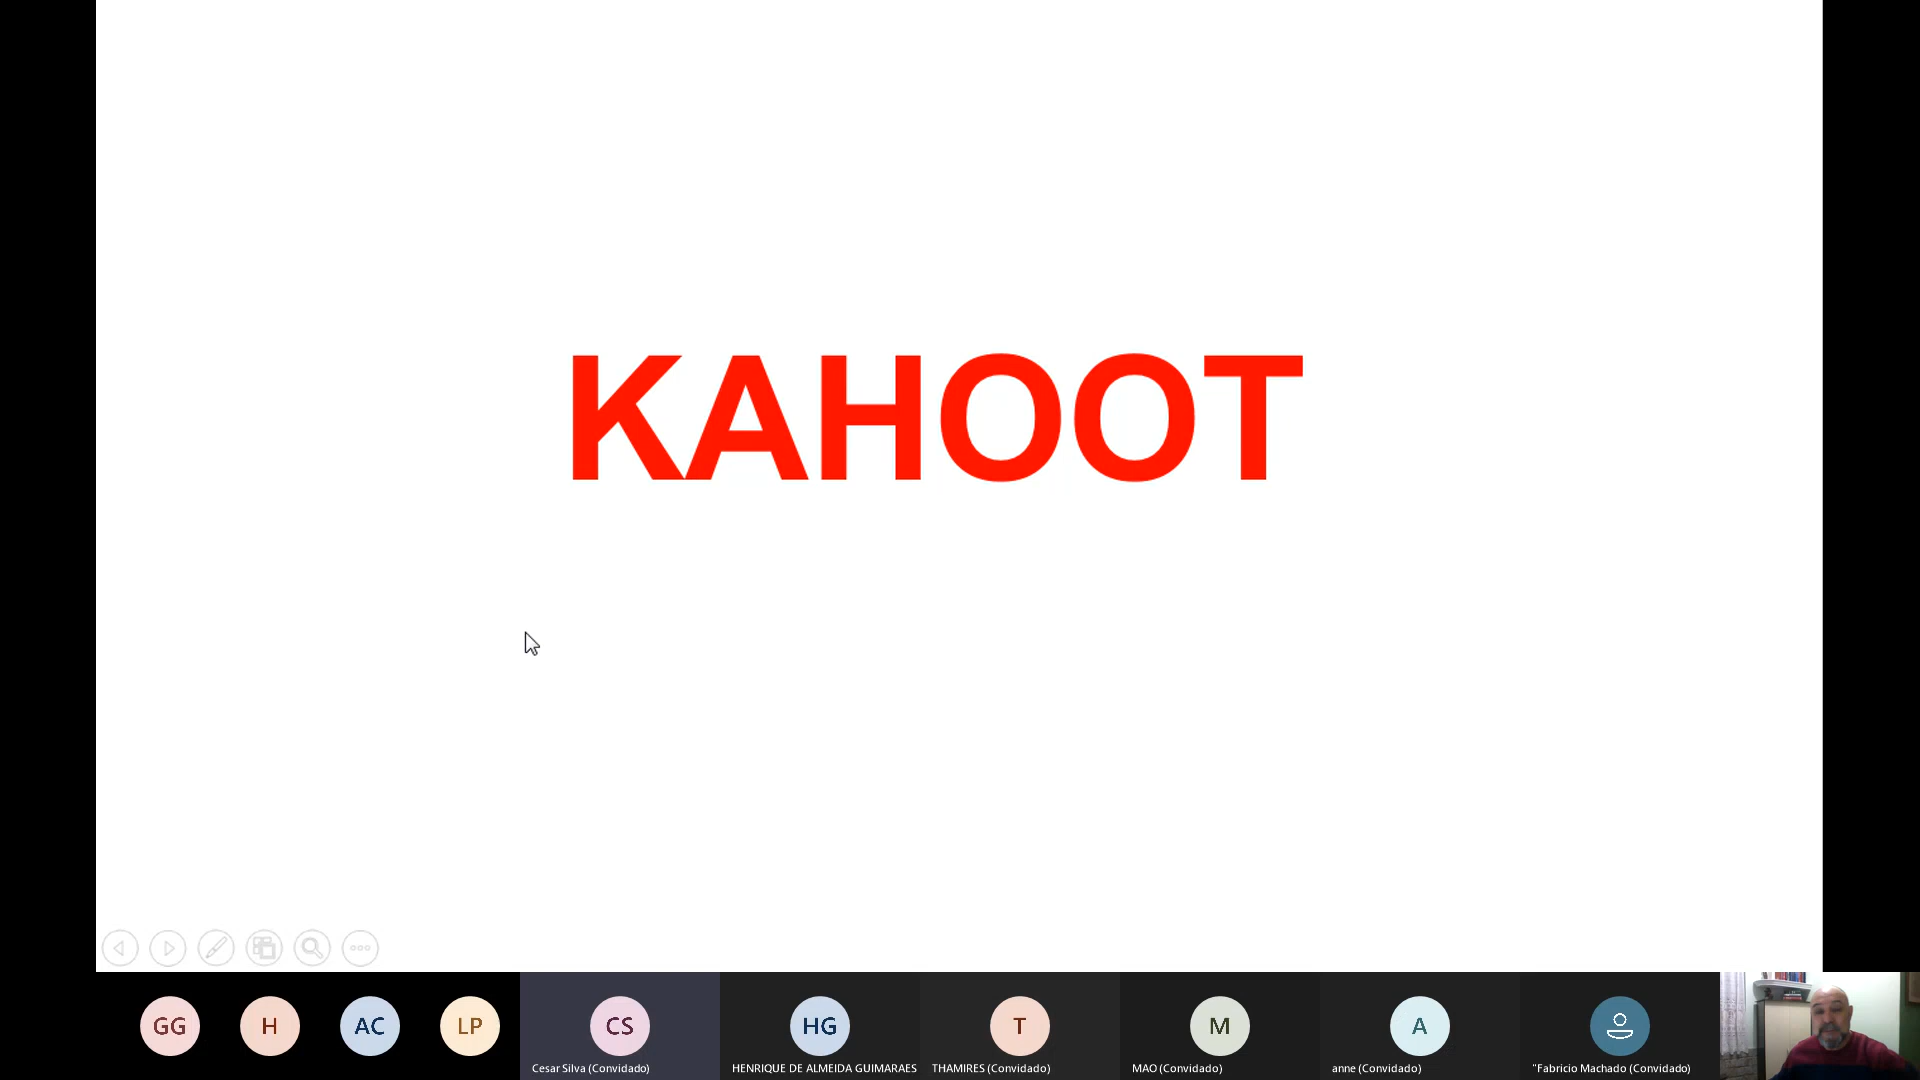 KAHOOT
GG
H
AC
LP
CS
HG
T
M
A
Cesar Silva (Convidado)
HENRIQUE DE ALMEIDA GUIMARAES
THAMIRES (Convidado)
MAO (Convidado)
anne (Convidado)
"Fabricio Machado (Convidado)